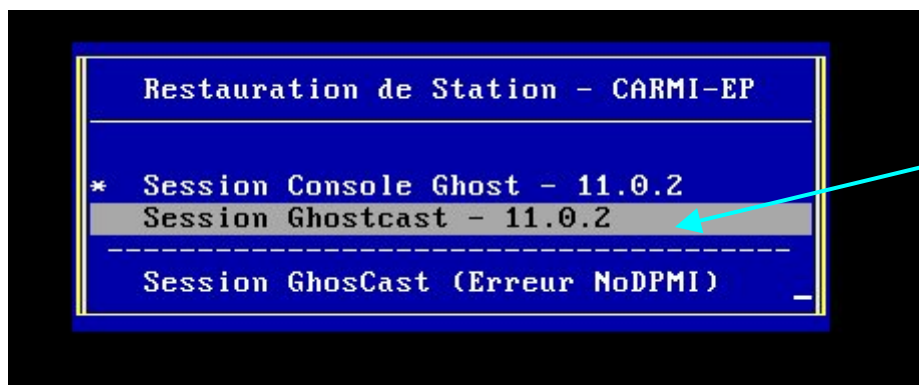 Restauration de Station - CARMI-EP
* Session Console Ghost - 11.0.2
Session Ghostcast - 11.0.2
Session GhosCast (Erreur NoDPMI)